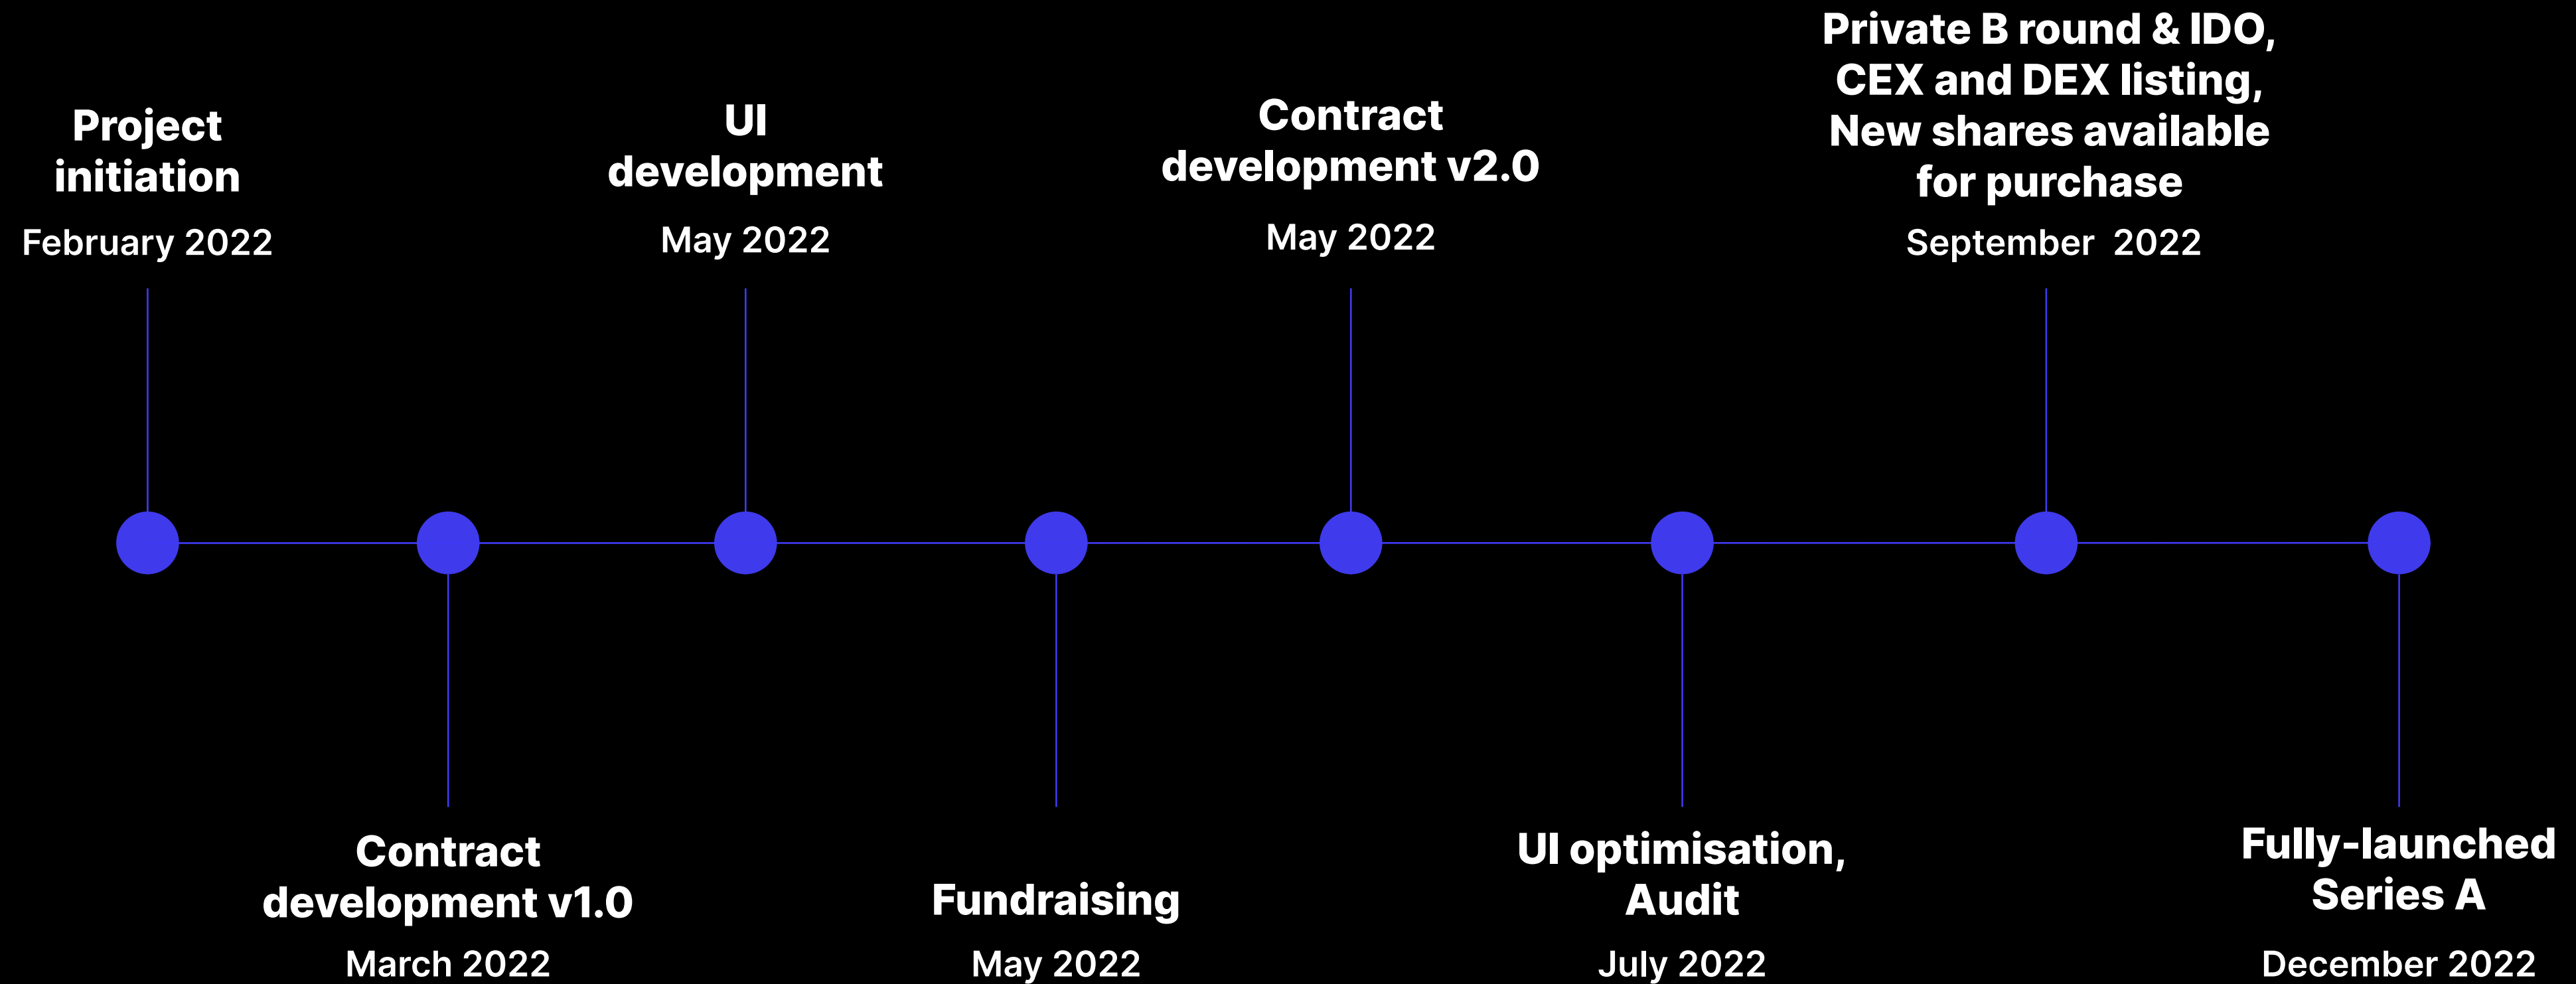 Project
initiation
February 2022
Contract
development v1.0
March 2022
UI
development
May 2022
Fundraising
May 2022
Contract
development v2.0
May 2022
UI optimisation,
Audit
July 2022
Private B round & IDO,
CEX and DEX listing,
New shares available
for purchase
September  2022
Fully-launched
Series A
December 2022